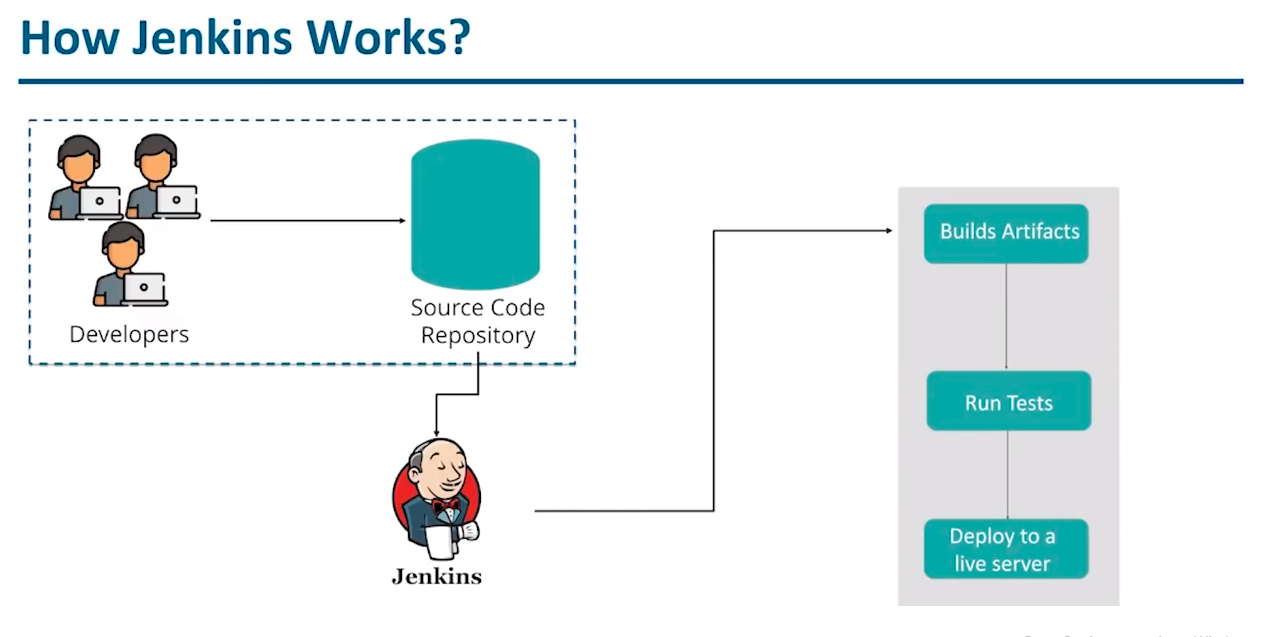 How Jenkins Works?
Developers
Source Code
Repository
Jenkins
Builds Artifacts
Run Tests
Deploy to a
live server